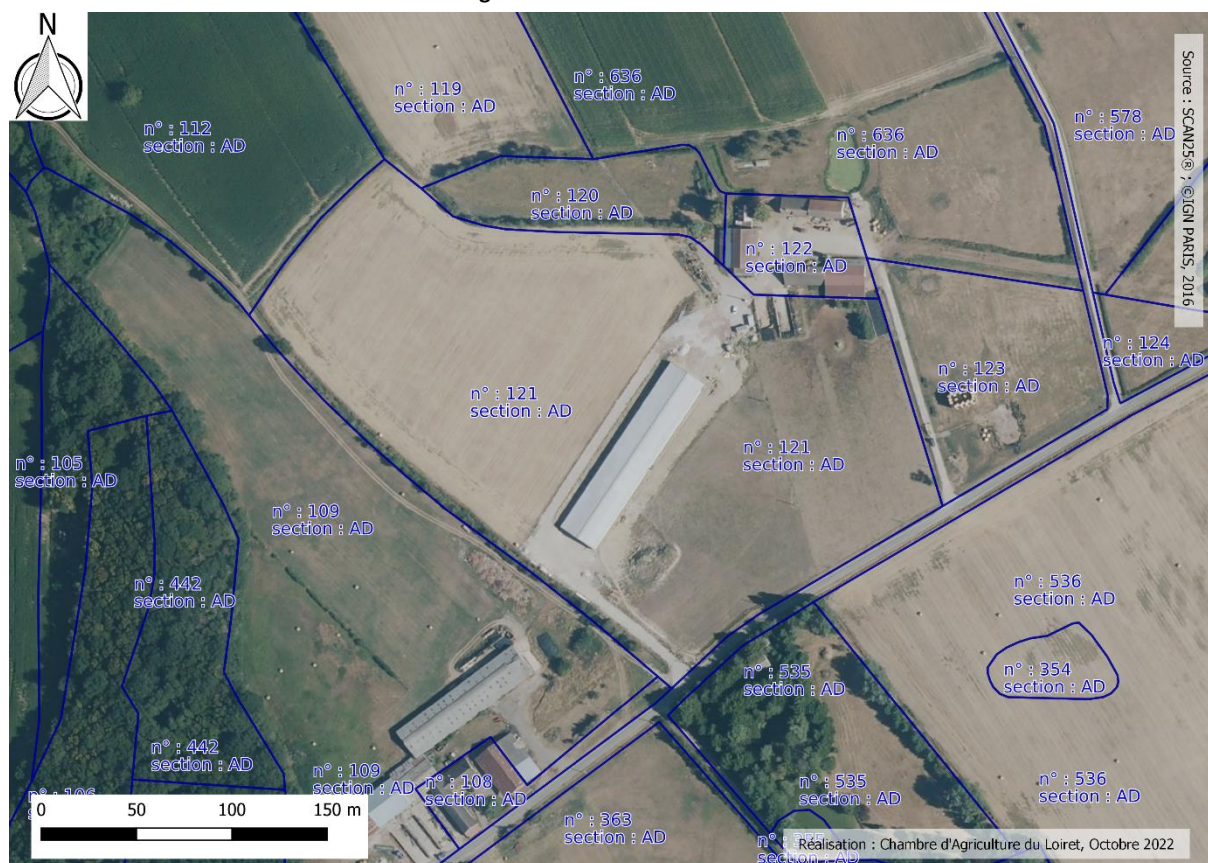 N
n° : 119
section : AD
n° : 636
section : AD
n° : 112
section : AD
n° : 636
section : AD
n° : 578
section : AD
Source : SCAN25® ; ©IGN PARIS, 2016
n° : 120
section : AD
n° : 122
section : AD
n° : 124
section : AD
n° : 123
section : AD
n° : 121
section : AD
n° : 121
section : AD
n° : 105
section : AD
n° : 109
section : AD
n° : 442
section : AD
n° : 536
section : AD
n° : 535
section : AD
n° : 354
section : AD
n° : 442
section : AD
n° : 109
section : AD
n° : 108
section : AD
n° : 535
section : AD
n° : 536
section : AD
n° : 363
section : AD
0 50 100 150 m
Réalisation : Chambre d'Agriculture du Loiret, Octobre 2022